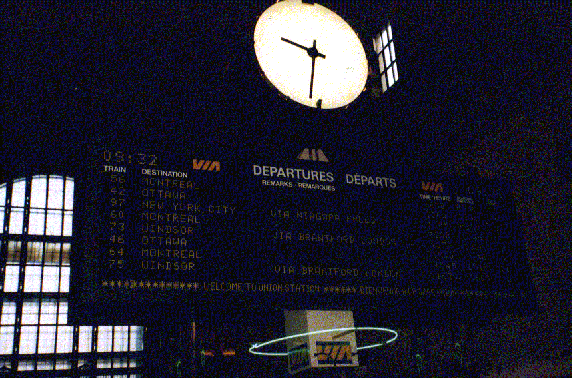 09:32 VIA
DEPARTURES DÉPARTS VIA
TRAIN DESTINATION REMARKS-REMARQUES
56 MONTREAL
42 OTTAWA
97 NEW YORK CITY VIA NIAGARA FALLS
60 MONTREAL
73 WINDSOR VIA BRANTFORD
46 OTTAWA
64 MONTREAL
75 WINDSOR VIA BRANTFORD
WELCOME TO UNION STATION
VIA